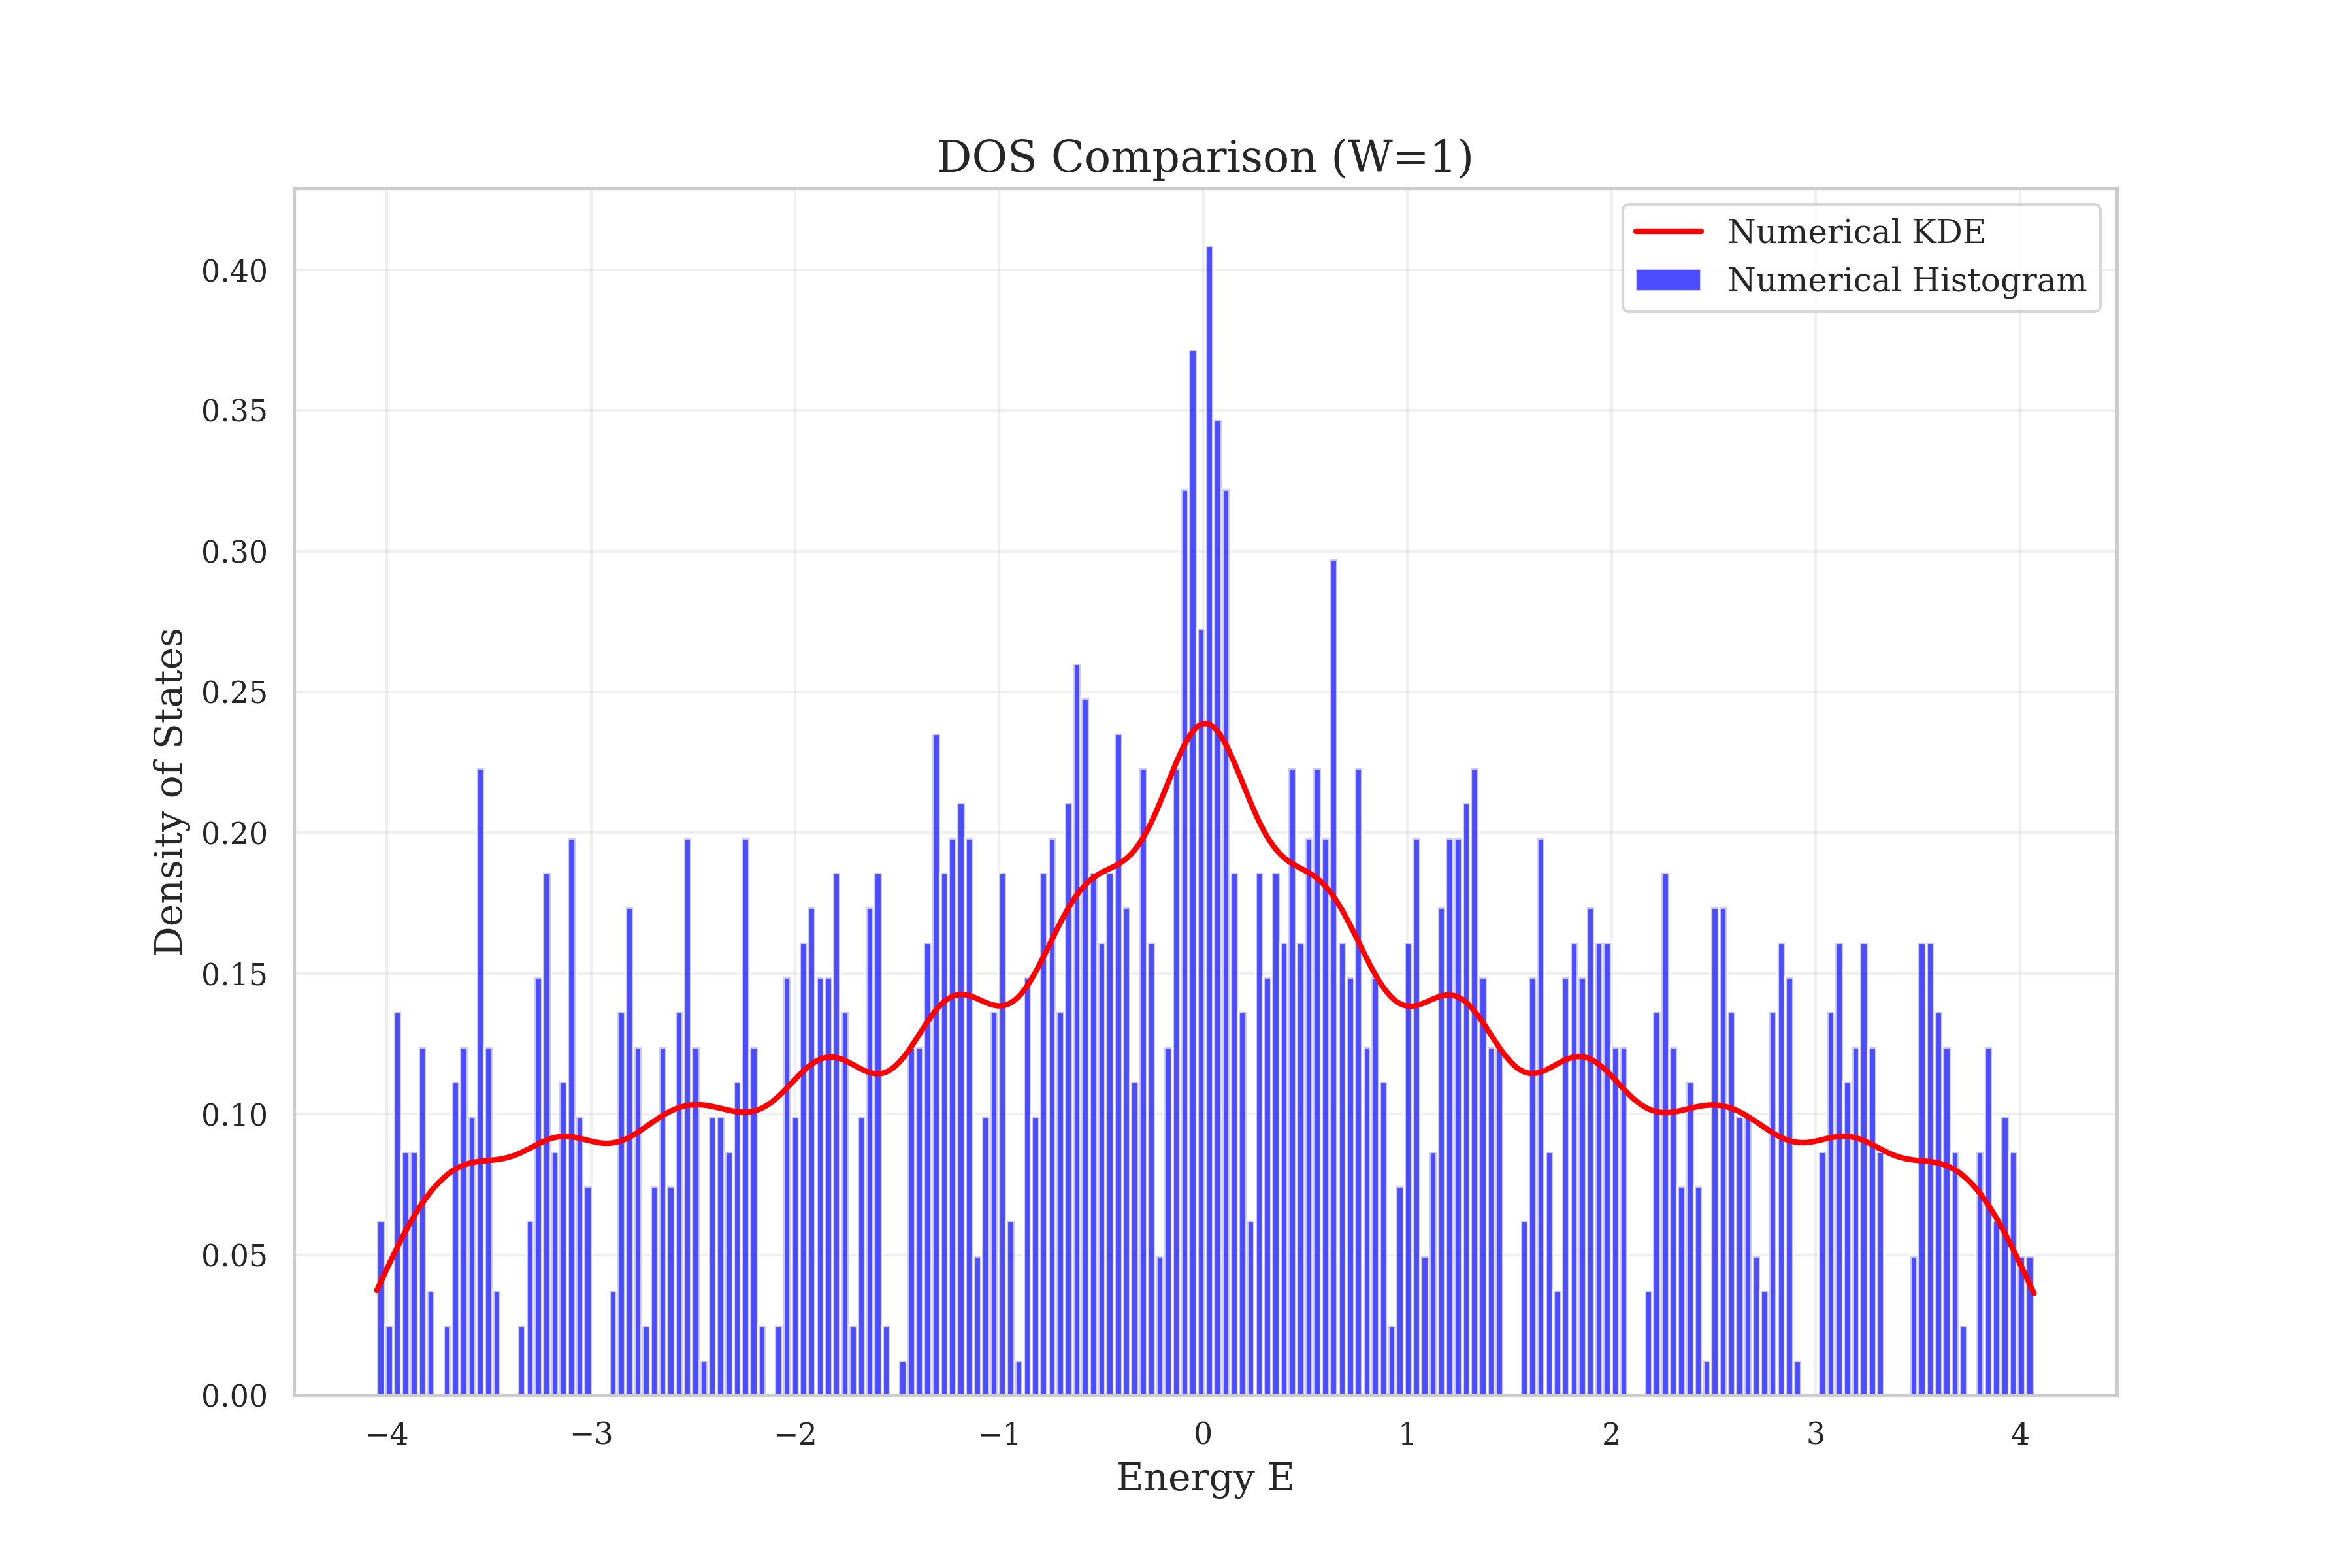 DOS Comparison (W=1)
Numerical KDE
Numerical Histogram
Density of States
0.40
0.35
0.30
0.25
0.20
0.15
0.10
0.05
0.00
−4 −3 −2 −1 0 1 2 3 4
Energy E